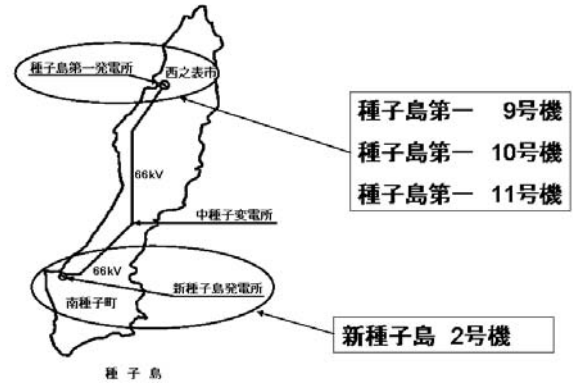 種子島第一発電所
西之表市
種子島第一 9号機
種子島第一 10号機
種子島第一 11号機
66kV
中種子変電所
66kV
新種子島発電所
南種子町
新種子島 2号機
種子島